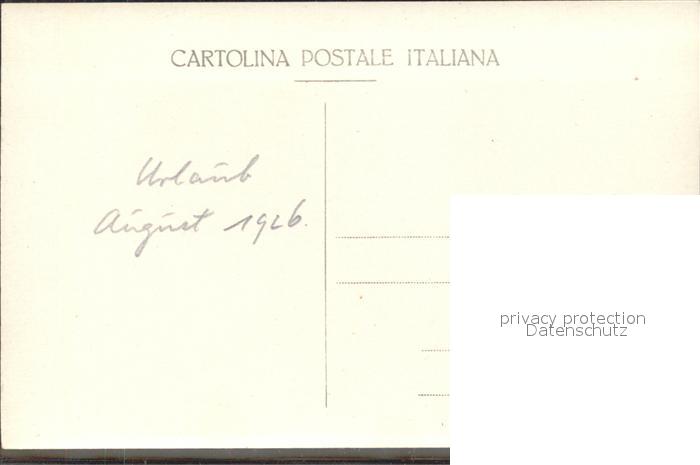 CARTOLINA POSTALE ITALIANA
Urlaub
August 1926.
privacy protection
Datenschutz